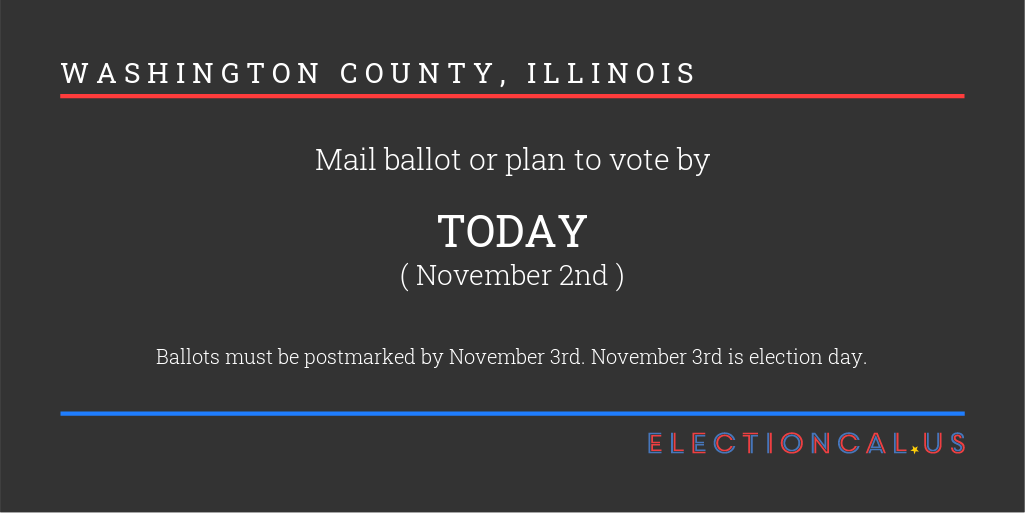 WASHINGTON COUNTY, ILLINOIS
Mail ballot or plan to vote by
TODAY
( November 2nd )
Ballots must be postmarked by November 3rd. November 3rd is election day.
ELECTIONCAL.US